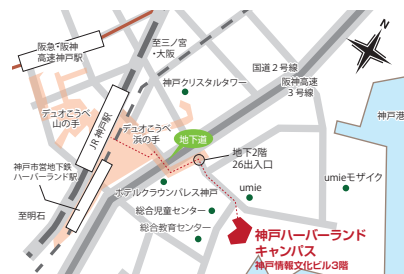 阪急・阪神
高速神戸駅
至三ノ宮
・大阪
N
国道2号線
神戸クリスタルタワー
阪神高速
3号線
デュオこうべ
山の手
JR神戸駅
デュオこうべ
浜の手
地下道
神戸港
地下2階
26出入口
神戸市営地下鉄
ハーバーランド駅
ホテルクラウンパレス神戸
umie
umieモザイク
至明石
総合児童センター
総合教育センター
神戸ハーバーランド
キャンパス
神戸情報文化ビル3階